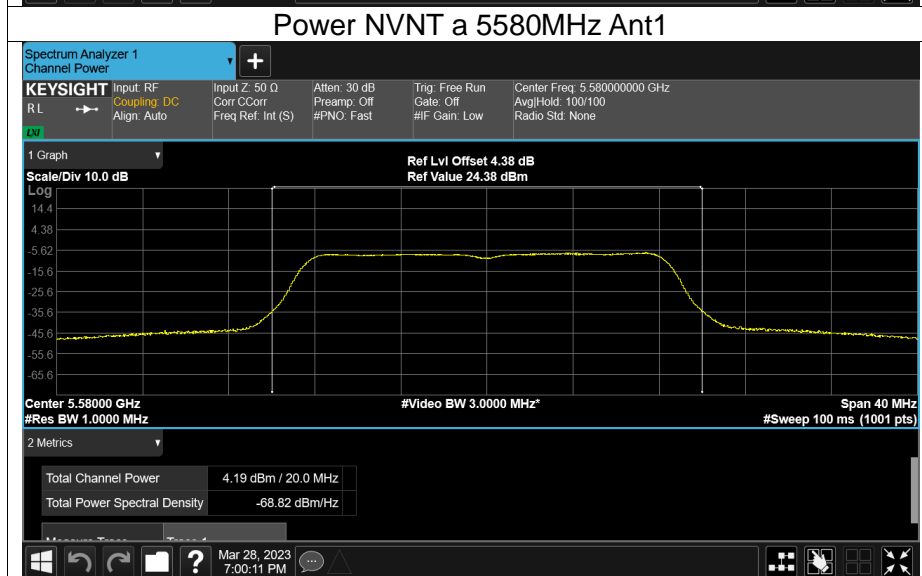 Power NVNT a 5580MHz Ant1
Spectrum Analyzer 1
Channel Power
KEYSIGHT Input: RF Input Z: 50 Ω Atten: 30 dB Trig: Free Run Center Freq: 5.580000000 GHz
R L Coupling: DC Corr CCorr Preamp: Off Gate: Off Avg|Hold: 100/100
Align: Auto Freq Ref: Int (S) #PNO: Fast #IF Gain: Low Radio Std: None
LXI
1 Graph Ref Lvl Offset 4.38 dB
Scale/Div 10.0 dB Ref Value 24.38 dBm
Log
14.4
4.38
-5.62
-15.6
-25.6
-35.6
-45.6
-55.6
-65.6
Center 5.58000 GHz #Video BW 3.0000 MHz* Span 40 MHz
#Res BW 1.0000 MHz #Sweep 100 ms (1001 pts)
2 Metrics
Total Channel Power 4.19 dBm / 20.0 MHz
Total Power Spectral Density -68.82 dBm/Hz
Measure Trace Trace 1
Mar 28, 2023
7:00:11 PM